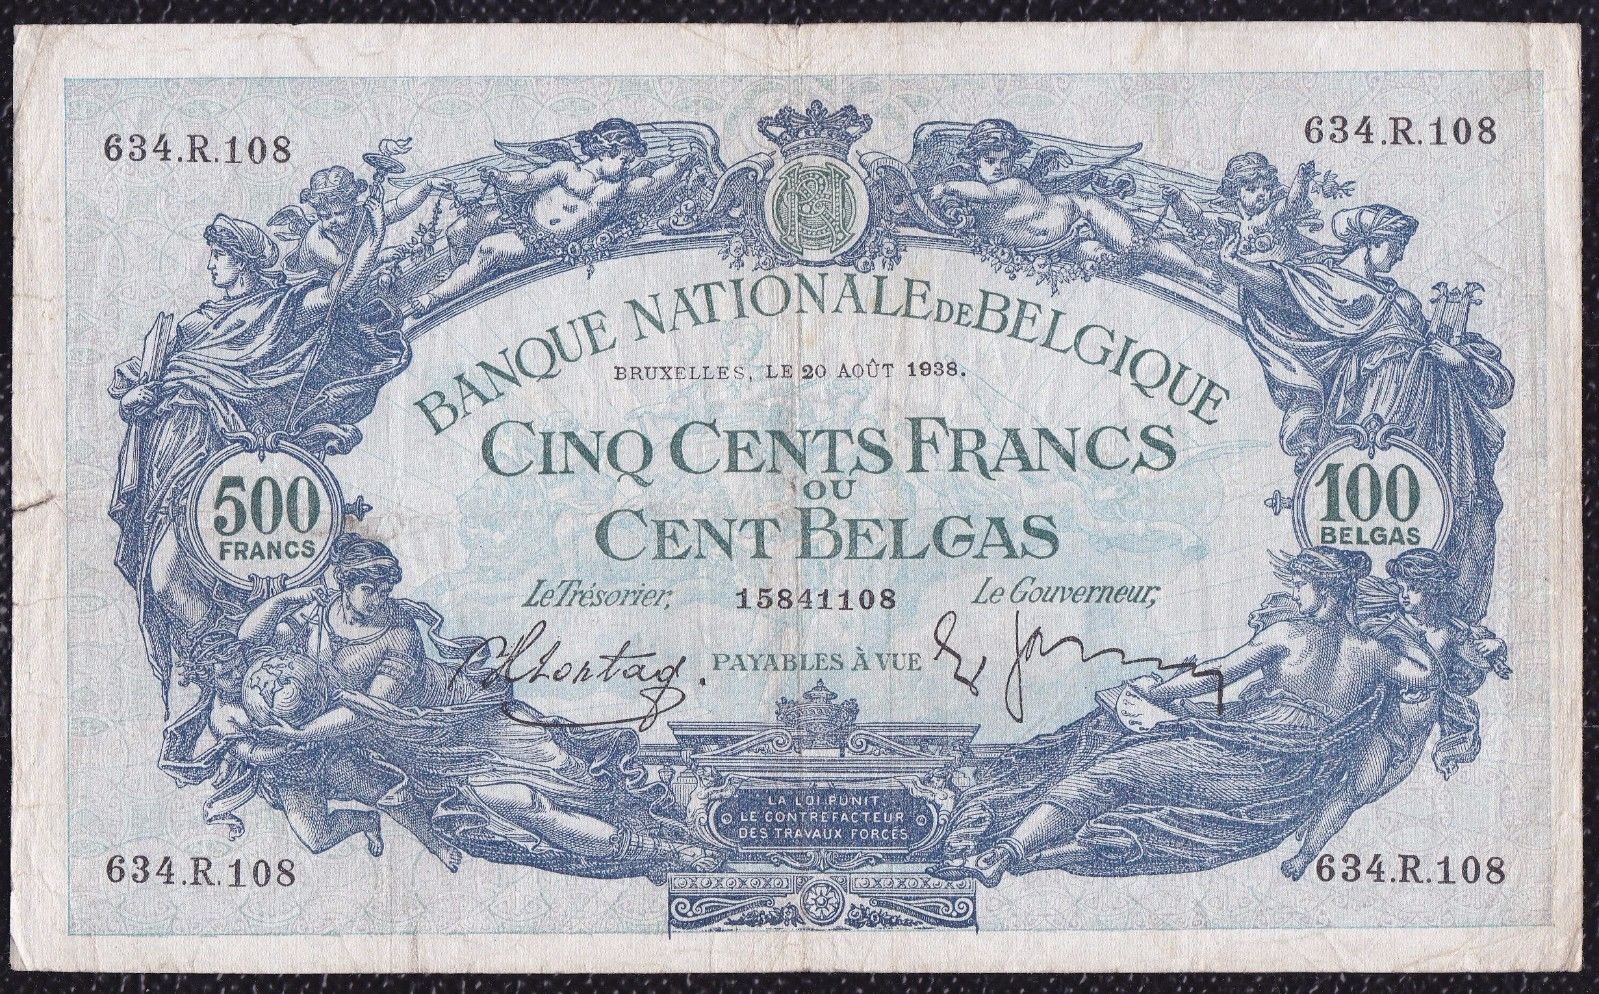 634.R.108
634.R.108
BANQUE NATIONALE DE BELGIQUE
BRUXELLES, LE 20 AOÛT 1938.
CINQ CENTS FRANCS
OU
CENT BELGAS
500
FRANCS
100
BELGAS
Le Trésorier,
15841108
Le Gouverneur,
PAYABLES À VUE
LA LOI PUNIT
LE CONTREFACTEUR
DES TRAVAUX FORCÉS
634.R.108
634.R.108